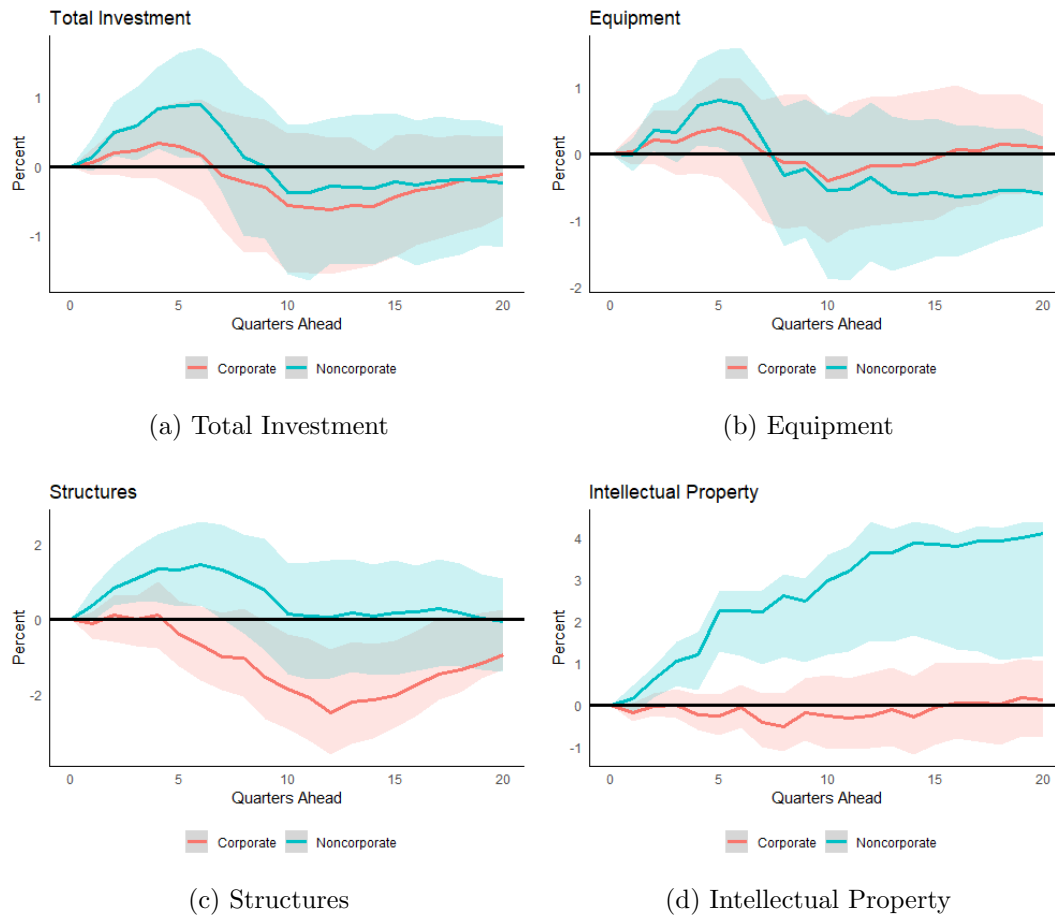 Total Investment
Percent
1
0
-1
0 5 10 15 20
Quarters Ahead
Corporate Noncorporate
(a) Total Investment
Equipment
Percent
1
0
-1
-2
0 5 10 15 20
Quarters Ahead
Corporate Noncorporate
(b) Equipment
Structures
Percent
2
0
-2
0 5 10 15 20
Quarters Ahead
Corporate Noncorporate
(c) Structures
Intellectual Property
Percent
4
3
2
1
0
-1
0 5 10 15 20
Quarters Ahead
Corporate Noncorporate
(d) Intellectual Property